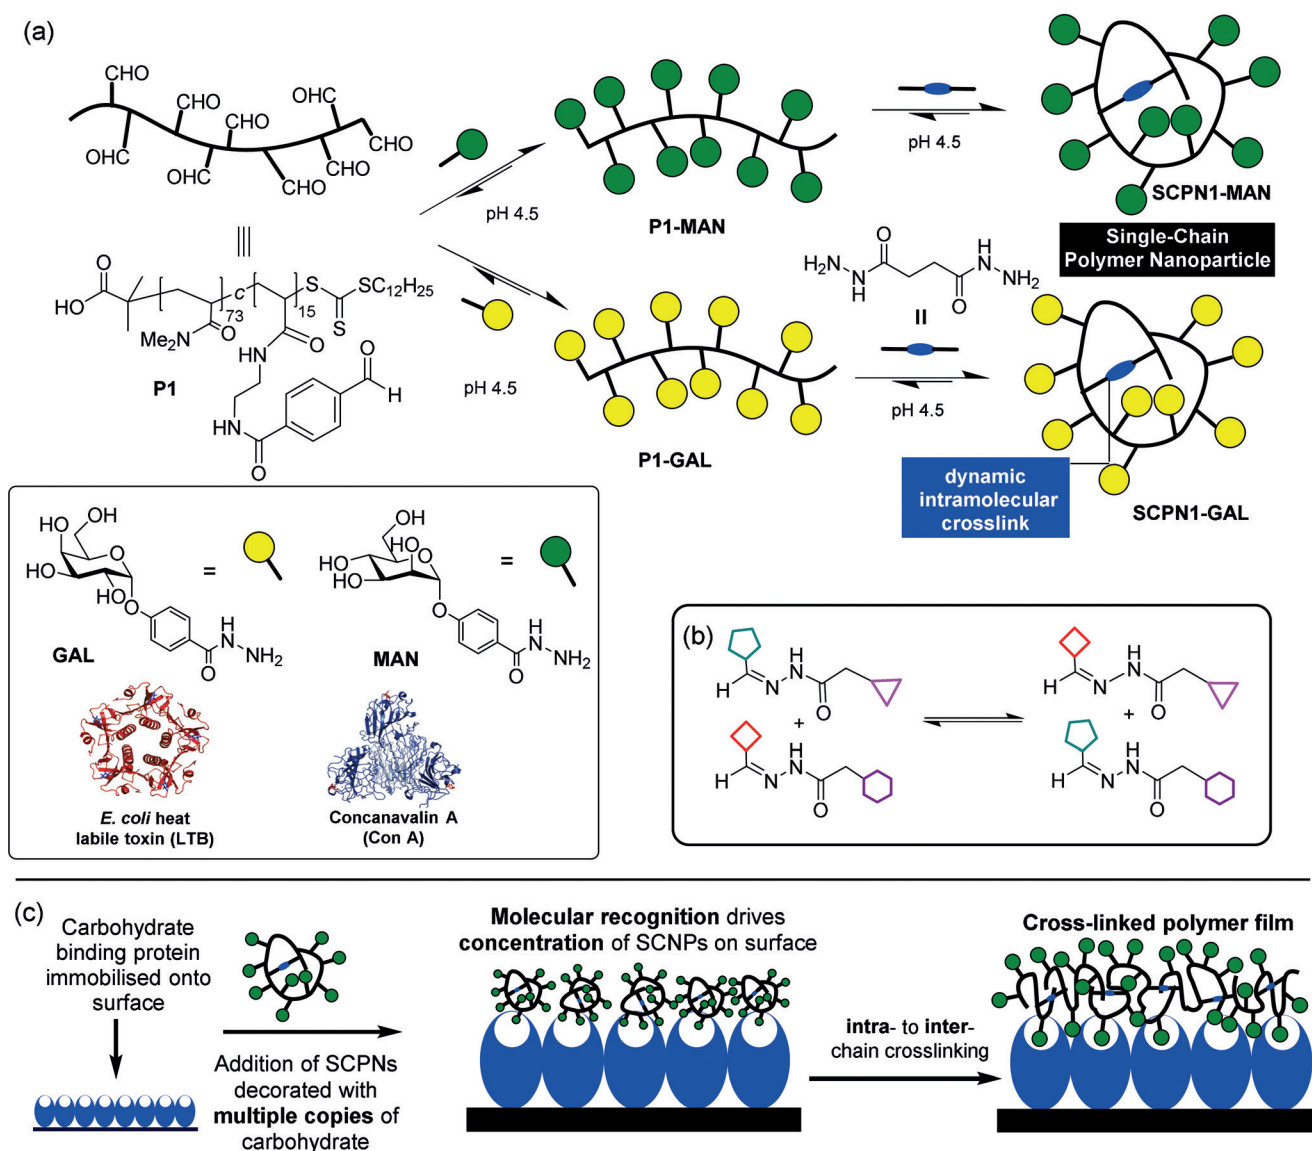 (a)
CHO
CHO
CHO
OHC
OHC
CHO
OHC
OHC
CHO
CHO
pH 4.5
P1-MAN
pH 4.5
SCPN1-MAN
Single-Chain
Polymer Nanoparticle
O
HO
73
C
15
S
SC12H25
S
Me2N
O
HN
O
O
H
NH
O
P1
pH 4.5
P1-GAL
H2N
N
H
O
O
H
N
NH2
=
pH 4.5
dynamic
intramolecular
crosslink
SCPN1-GAL
OH
HO
O
HO
HO
O
O
H
N
NH2
GAL
=
OH
OH
HO
HO
O
O
O
H
N
NH2
MAN
=
E. coli heat
labile toxin (LTB)
Concanavalin A
(Con A)
(b)
H
N
H
N
O
+
H
N
H
N
O
H
N
H
N
O
+
H
N
H
N
O
(c)
Carbohydrate
binding protein
immobilised onto
surface
Addition of SCPNs
decorated with
multiple copies of
carbohydrate
Molecular recognition drives
concentration of SCNPs on surface
intra- to inter-
chain crosslinking
Cross-linked polymer film